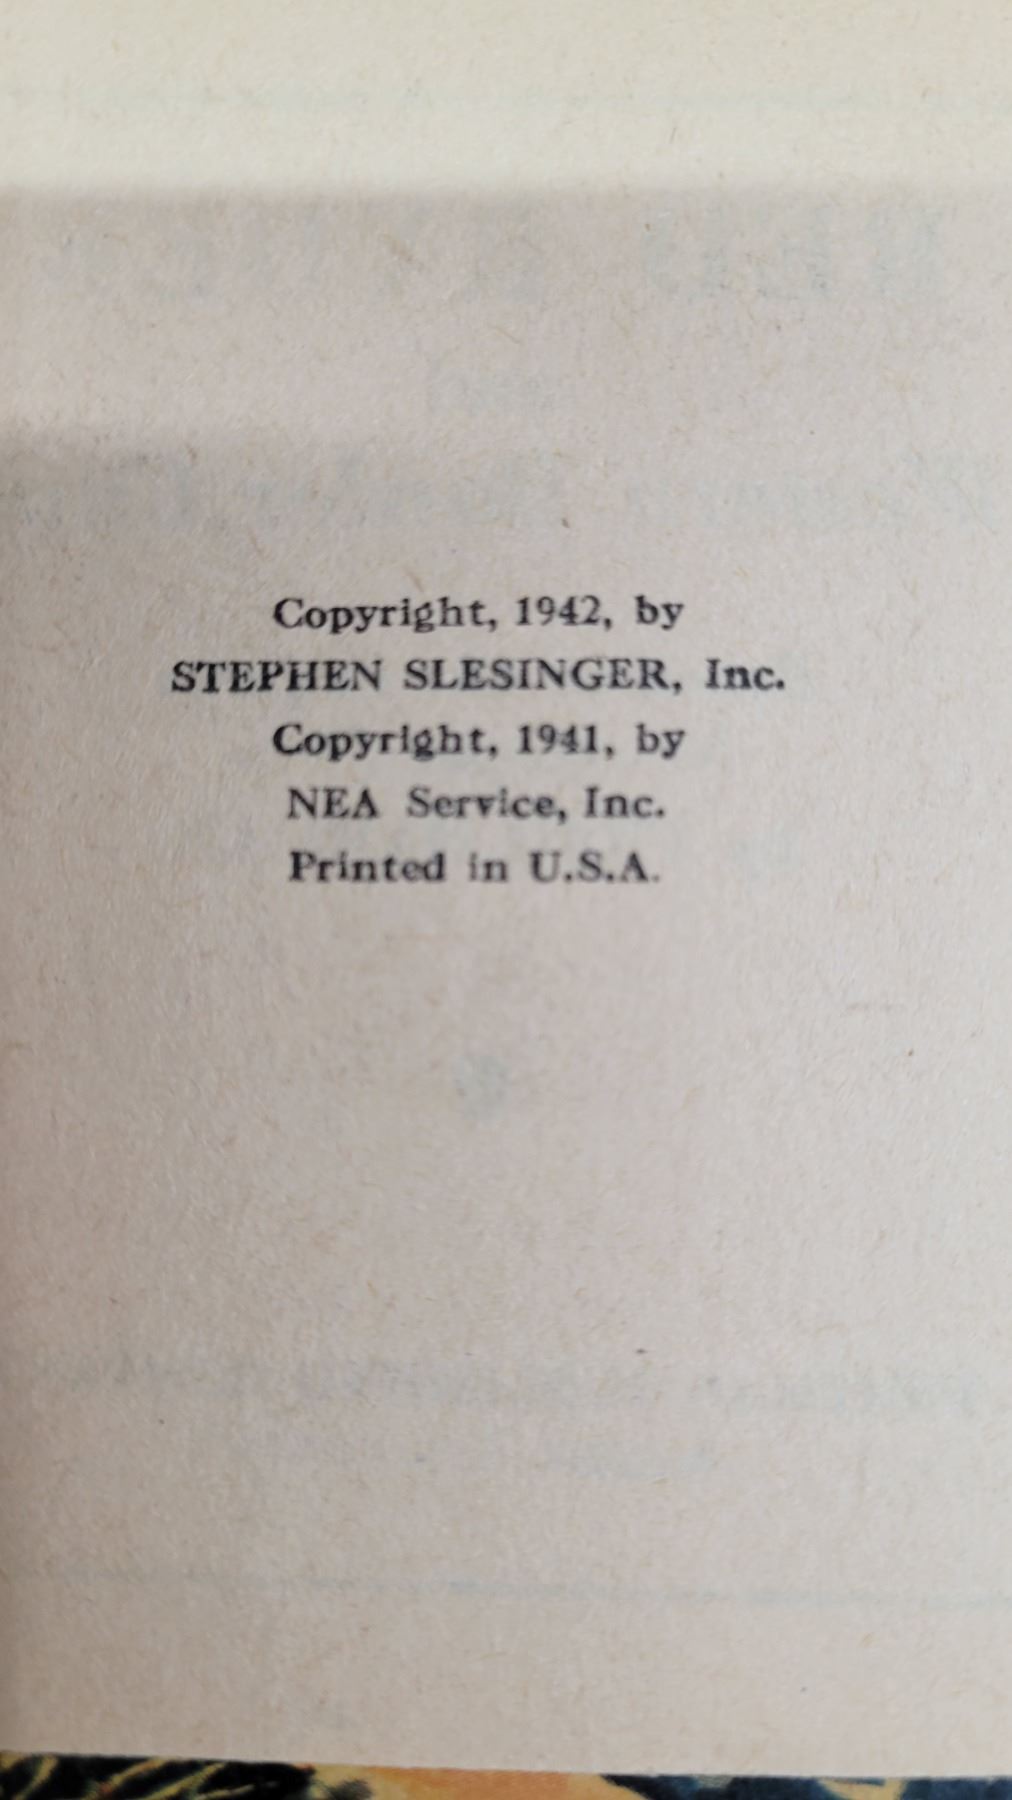 Copyright, 1942, by
STEPHEN SLESINGER, Inc.
Copyright, 1941, by
NEA Service, Inc.
Printed in U.S.A.